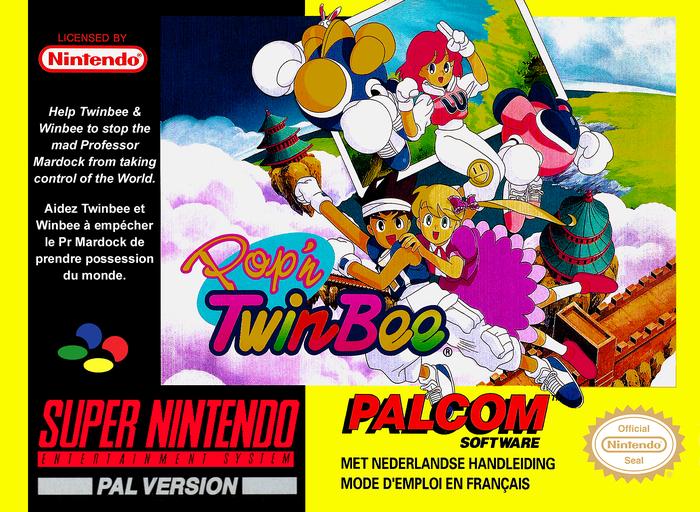 LICENSED BY
Nintendo®
Help Twinbee &
Winbee to stop the
mad Professor
Mardock from taking
control of the World.
Aidez Twinbee et
Winbee à empêcher
le Pr Mardock de
prendre possession
du monde.
Pop'n
TwinBee®
SUPER NINTENDO
ENTERTAINMENT SYSTEM
PAL VERSION
PALCOM
SOFTWARE
MET NEDERLANDSE HANDLEIDING
MODE D'EMPLOI EN FRANÇAIS
Official
Nintendo®
Seal